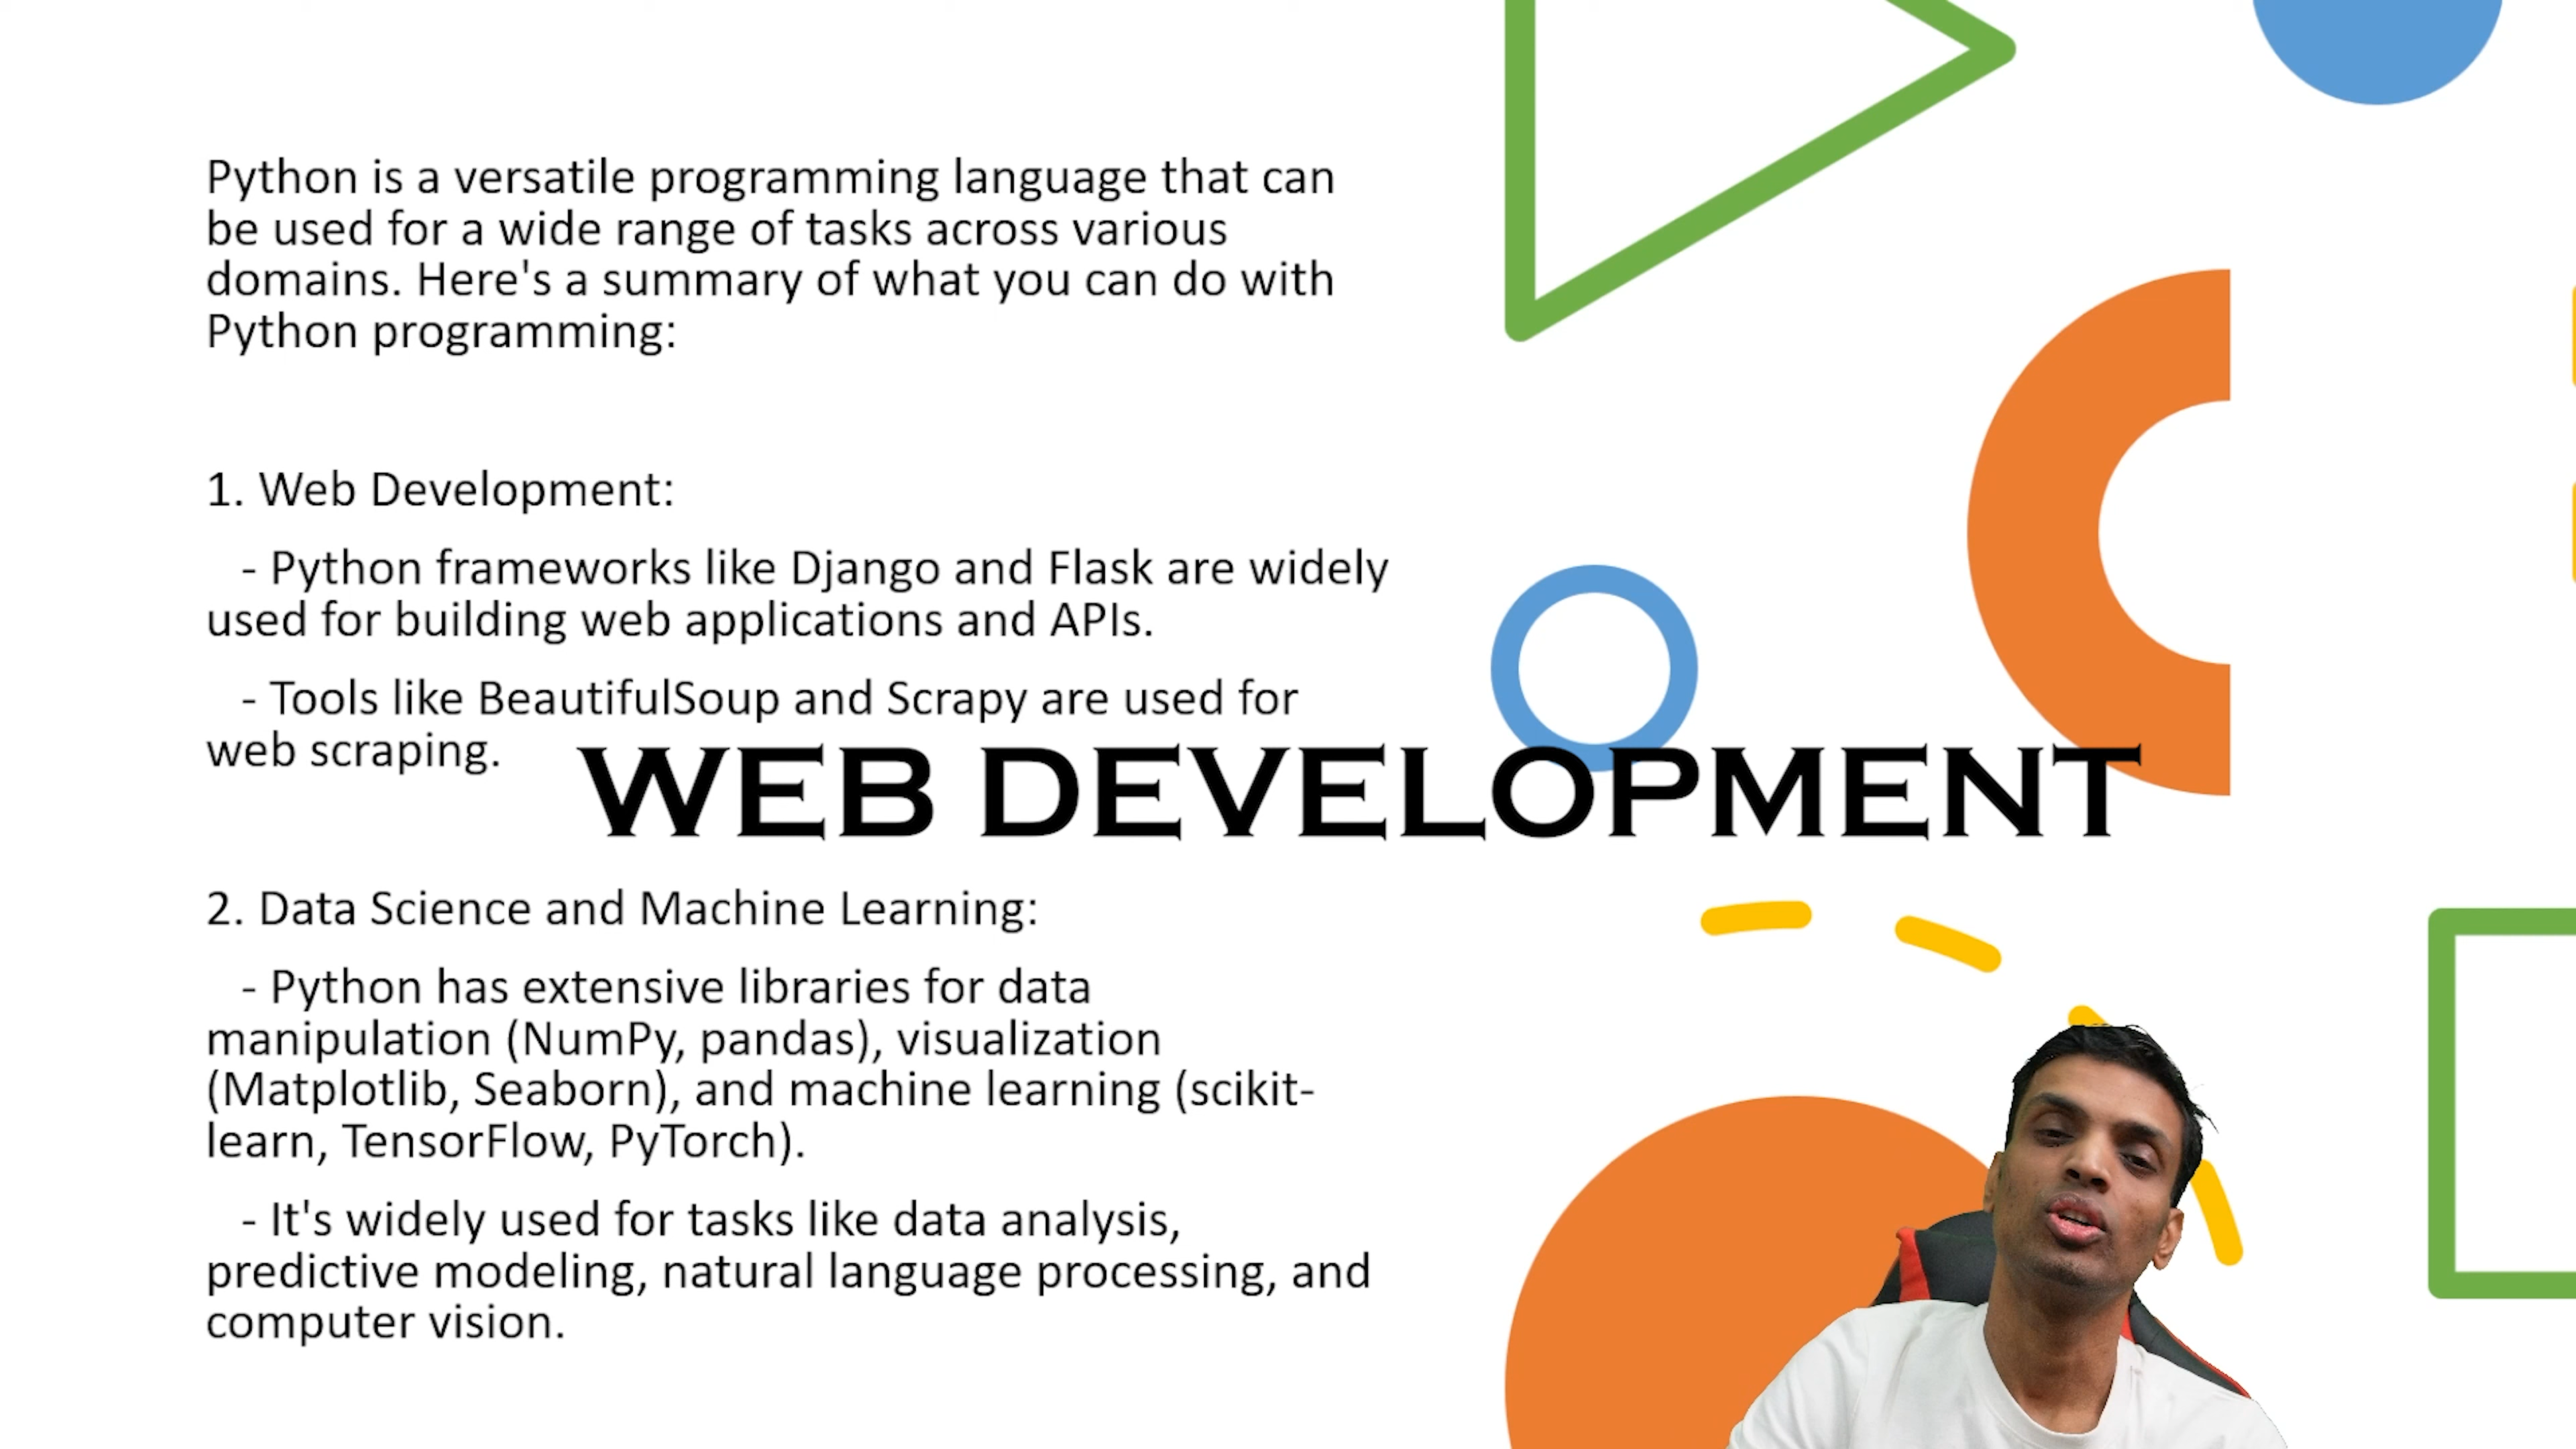 Python is a versatile programming language that can
be used for a wide range of tasks across various
domains. Here's a summary of what you can do with
Python programming:
1. Web Development:
- Python frameworks like Django and Flask are widely
used for building web applications and APIs.
- Tools like BeautifulSoup and Scrapy are used for
web scraping.
WEB DEVELOPMENT
2. Data Science and Machine Learning:
- Python has extensive libraries for data
manipulation (NumPy, pandas), visualization
(Matplotlib, Seaborn), and machine learning (scikit-
learn, TensorFlow, PyTorch).
- It's widely used for tasks like data analysis,
predictive modeling, natural language processing, and
computer vision.